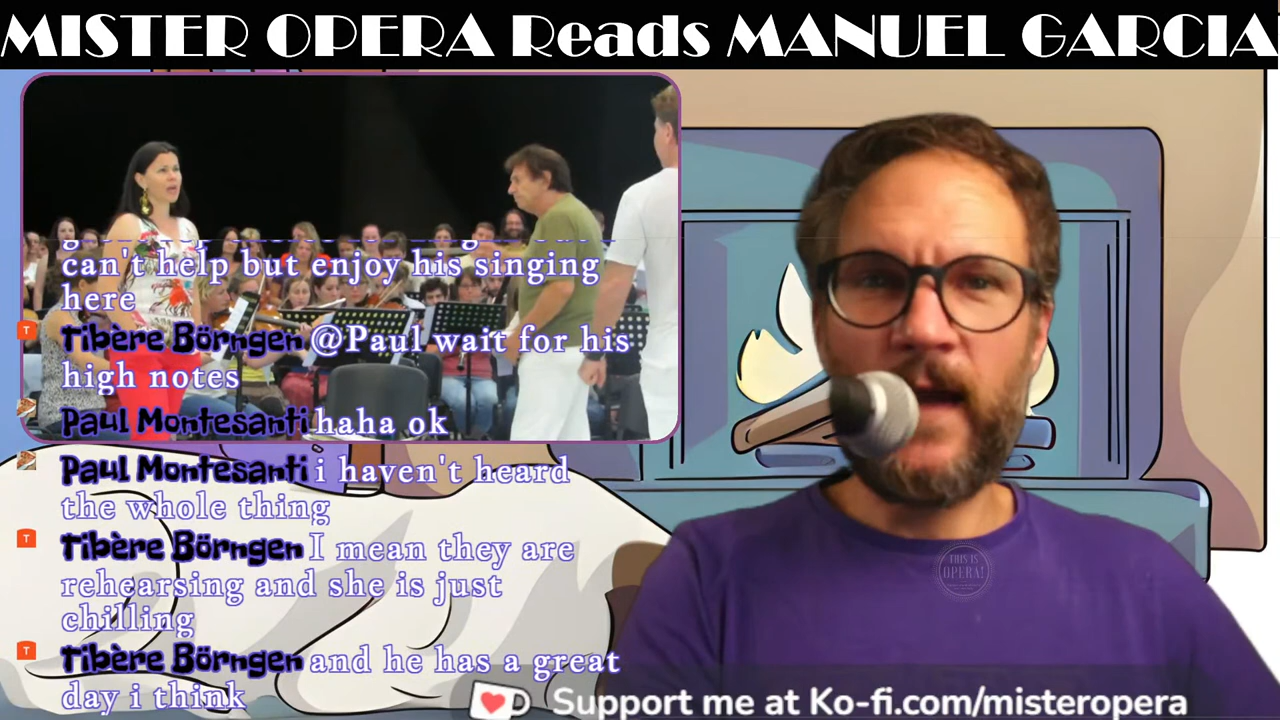 MISTER OPERA Reads MANUEL GARCIA
can't help but enjoy his singing
here
T
Tibère Börngen @Paul wait for his
high notes
Paul Montesanti haha ok
Paul Montesanti i haven't heard
the whole thing
T
Tibère Börngen I mean they are
rehearsing and she is just
chilling
T
Tibère Börngen and he has a great
day i think
THIS IS
OPERA!
Support me at Ko-fi.com/misteropera